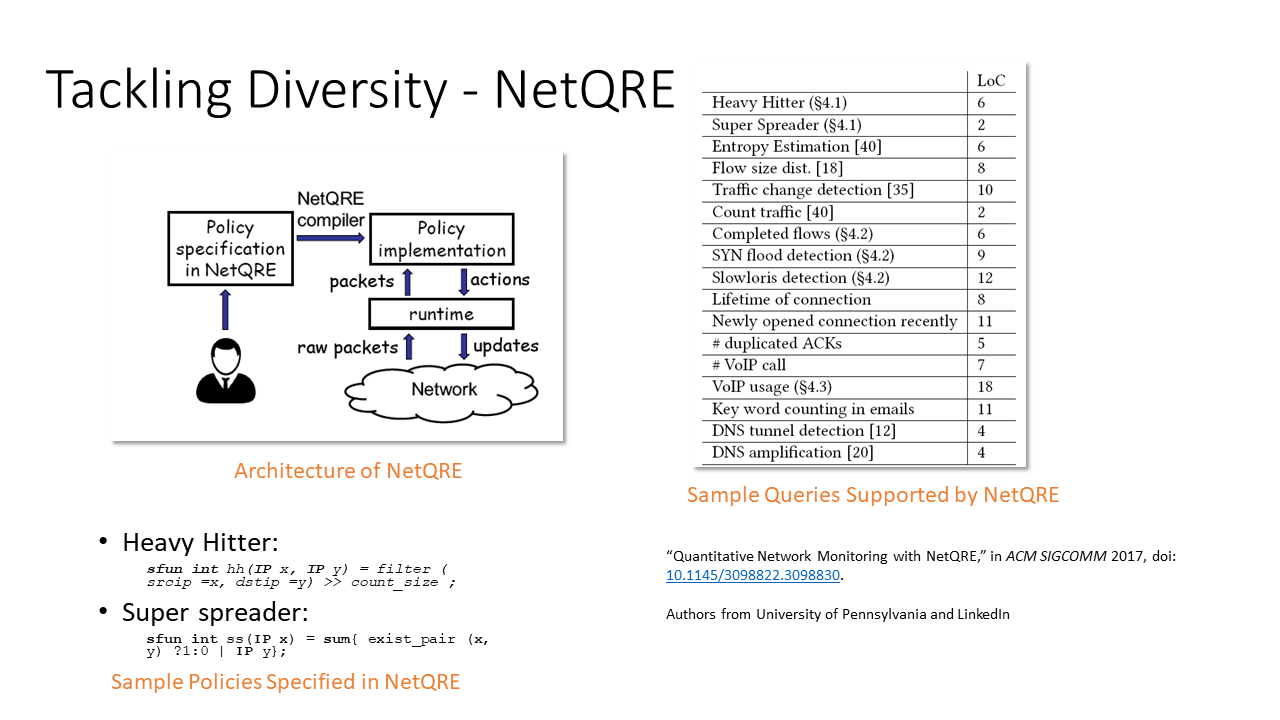 Tackling Diversity - NetQRE
NetQRE
compiler
Policy
specification
in NetQRE
Policy
implementation
packets
actions
runtime
raw packets
updates
Network
Architecture of NetQRE
LoC
Heavy Hitter (§4.1) 6
Super Spreader (§4.1) 2
Entropy Estimation [40] 6
Flow size dist. [18] 8
Traffic change detection [35] 10
Count traffic [40] 2
Completed flows (§4.2) 6
SYN flood detection (§4.2) 9
Slowloris detection (§4.2) 12
Lifetime of connection 8
Newly opened connection recently 11
# duplicated ACKs 5
# VoIP call 7
VoIP usage (§4.3) 18
Key word counting in emails 11
DNS tunnel detection [12] 4
DNS amplification [20] 4
Sample Queries Supported by NetQRE
• Heavy Hitter:
sfun int hh(IP x, IP y) = filter (
srcip =x, dstip =y) >> count_size ;
• Super spreader:
sfun int ss(IP x) = sum{ exist_pair (x,
y) ?1:0 | IP y};
Sample Policies Specified in NetQRE
“Quantitative Network Monitoring with NetQRE,” in ACM SIGCOMM 2017, doi:
10.1145/3098822.3098830.
Authors from University of Pennsylvania and LinkedIn